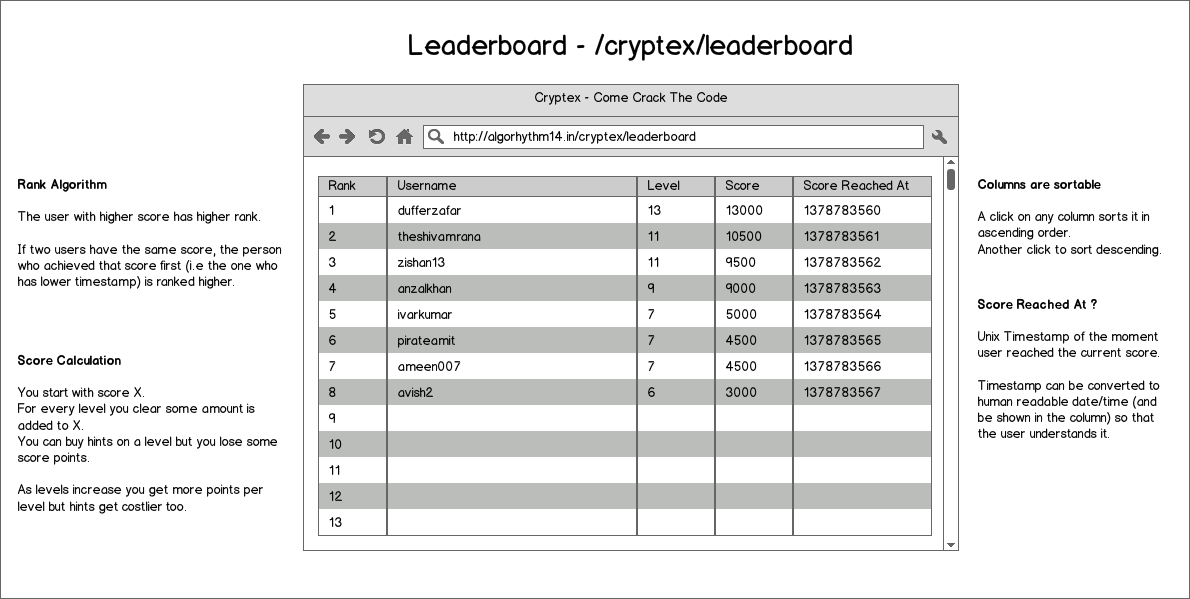 Leaderboard - /cryptex/leaderboard
Cryptex - Come Crack The Code
http://algorhythm14.in/cryptex/leaderboard
Rank Algorithm
The user with higher score has higher rank.
If two users have the same score, the person
who achieved that score first (i.e the one who
has lower timestamp) is ranked higher.
Score Calculation
You start with score X.
For every level you clear some amount is
added to X.
You can buy hints on a level but you lose some
score points.
As levels increase you get more points per
level but hints get costlier too.
Rank Username Level Score Score Reached At
1 dufferzafar 13 13000 1378783560
2 theshivamrana 11 10500 1378783561
3 zishan13 11 9500 1378783562
4 anzalkhan 9 9000 1378783563
5 ivarkumar 7 5000 1378783564
6 pirateamit 7 4500 1378783565
7 ameen007 7 4500 1378783566
8 avish2 6 3000 1378783567
9
10
11
12
13
Columns are sortable
A click on any column sorts it in
ascending order.
Another click to sort descending.
Score Reached At ?
Unix Timestamp of the moment
user reached the current score.
Timestamp can be converted to
human readable date/time (and
be shown in the column) so that
the user understands it.